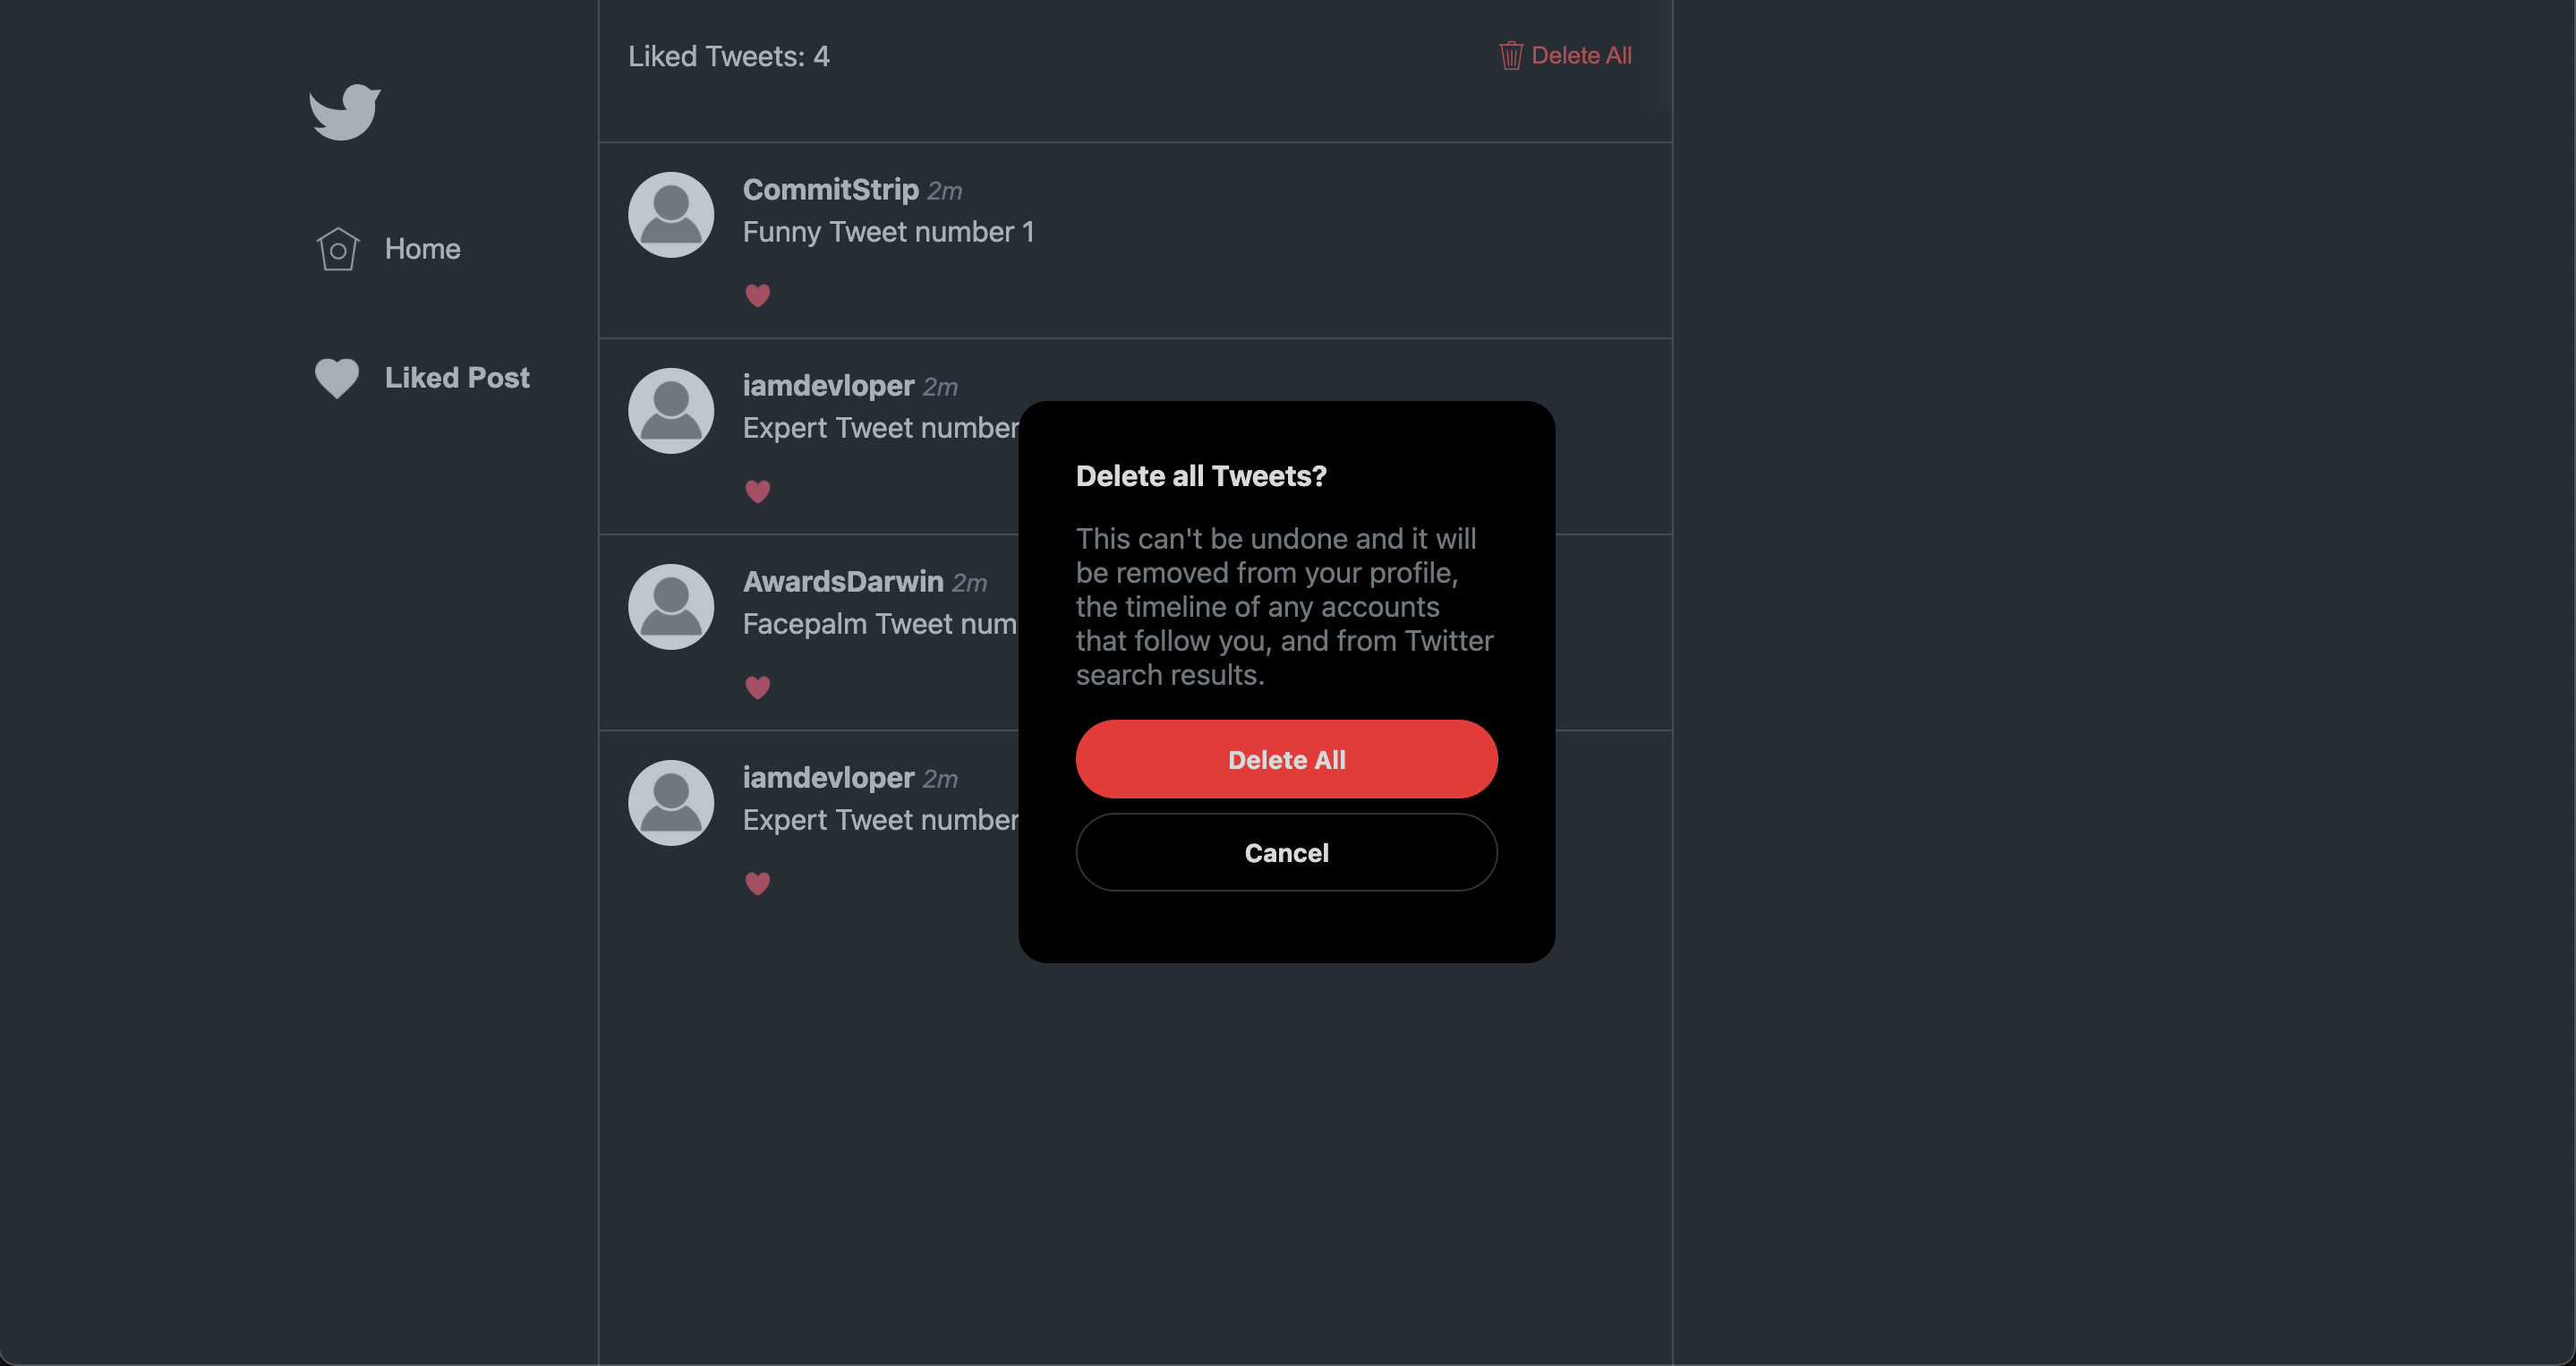 Liked Tweets: 4
Delete All
Home
Liked Post
CommitStrip 2m
Funny Tweet number 1
iamdevloper 2m
Expert Tweet number
AwardsDarwin 2m
Facepalm Tweet num
iamdevloper 2m
Expert Tweet number
Delete all Tweets?
This can't be undone and it will
be removed from your profile,
the timeline of any accounts
that follow you, and from Twitter
search results.
Delete All
Cancel